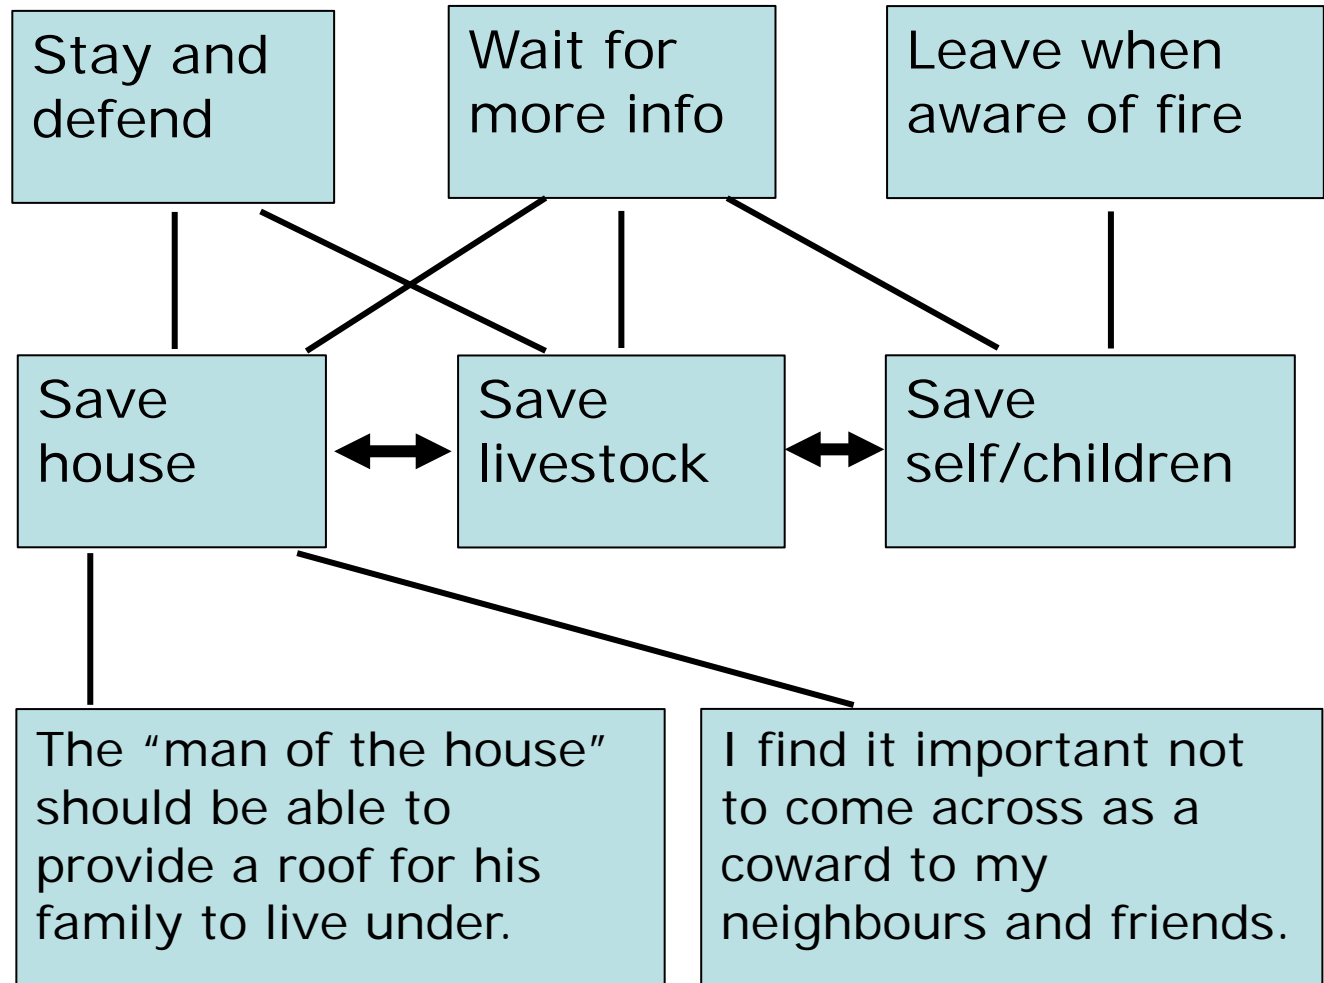 Stay and
defend
Wait for
more info
Leave when
aware of fire
Save
house
Save
livestock
Save
self/children
The “man of the house”
should be able to
provide a roof for his
family to live under.
I find it important not
to come across as a
coward to my
neighbours and friends.